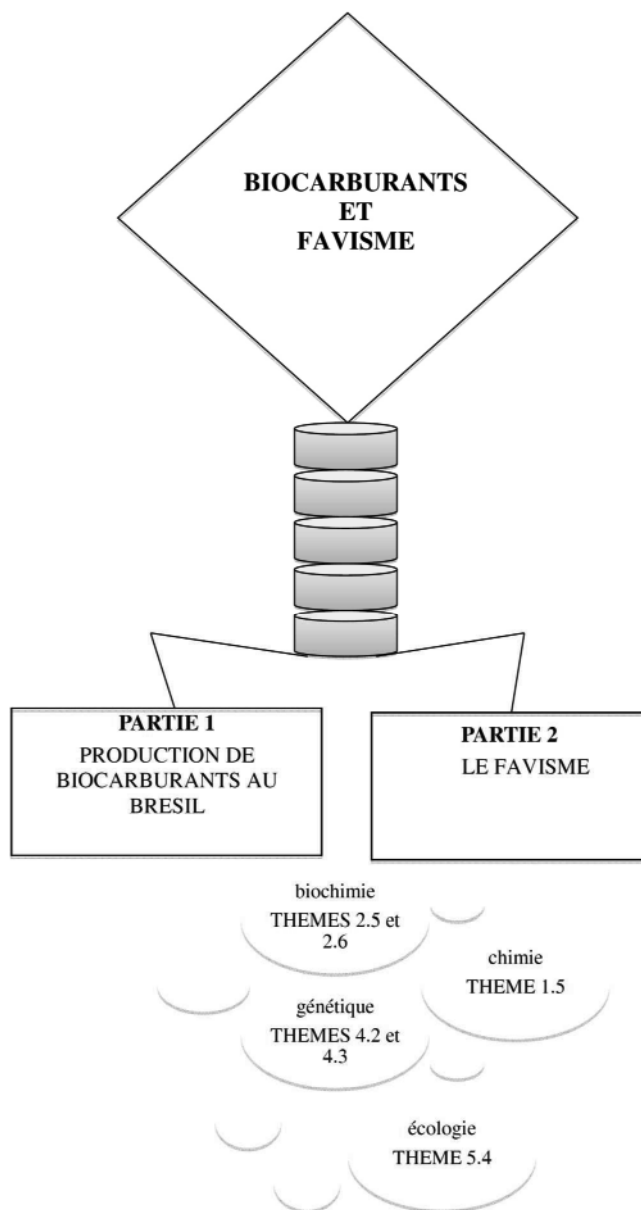 BIOCARBURANTS
ET
FAVISME
PARTIE 1
PRODUCTION DE
BIOCARBURANTS AU
BRESIL
PARTIE 2
LE FAVISME
biochimie
THEMES 2.5 et
2.6
chimie
THEME 1.5
génétique
THEMES 4.2 et
4.3
écologie
THEME 5.4